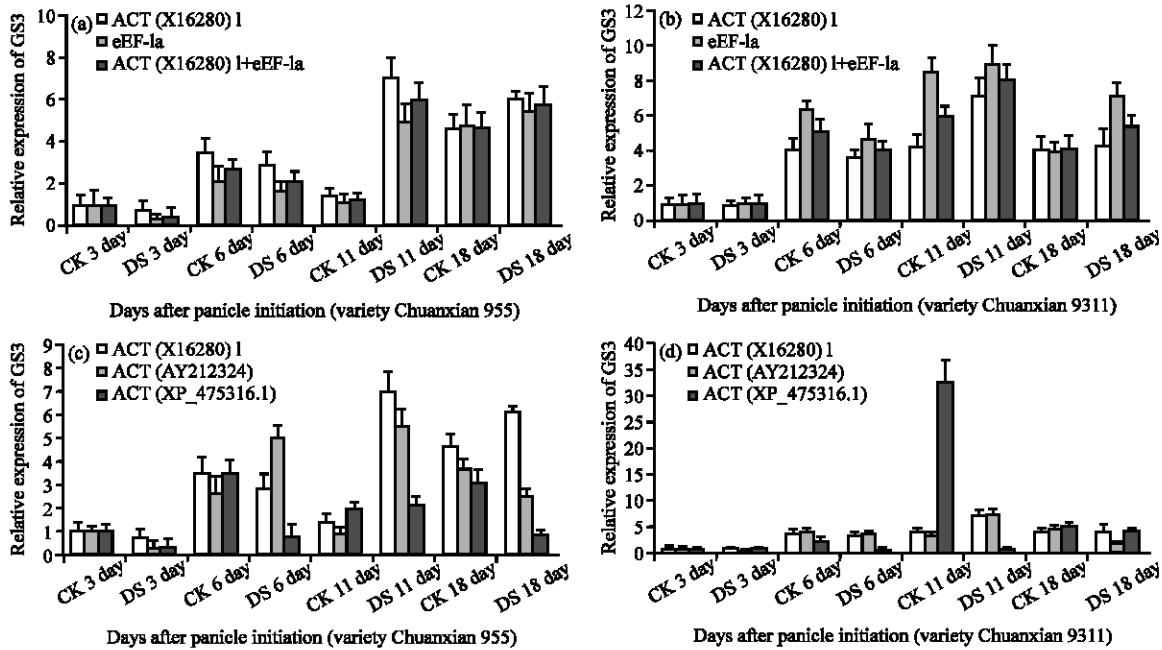 (a)
ACT (X16280) l
eEF-la
ACT (X16280) l+eEF-la
Relative expression of GS3
10
8
6
4
2
0
CK 3 day
DS 3 day
CK 6 day
DS 6 day
CK 11 day
DS 11 day
CK 18 day
DS 18 day
Days after panicle initiation (variety Chuanxian 955)
(b)
ACT (X16280) l
eEF-la
ACT (X16280) l+eEF-la
Relative expression of GS3
12
10
8
6
4
2
0
CK 3 day
DS 3 day
CK 6 day
DS 6 day
CK 11 day
DS 11 day
CK 18 day
DS 18 day
Days after panicle initiation (variety Chuanxian 9311)
(c)
ACT (X16280) l
ACT (AY212324)
ACT (XP_475316.1)
Relative expression of GS3
9
8
7
6
5
4
3
2
1
0
CK 3 day
DS 3 day
CK 6 day
DS 6 day
CK 11 day
DS 11 day
CK 18 day
DS 18 day
Days after panicle initiation (variety Chuanxian 955)
(d)
ACT (X16280) l
ACT (AY212324)
ACT (XP_475316.1)
Relative expression of GS3
40
35
30
25
20
15
10
5
0
CK 3 day
DS 3 day
CK 6 day
DS 6 day
CK 11 day
DS 11 day
CK 18 day
DS 18 day
Days after panicle initiation (variety Chuanxian 9311)